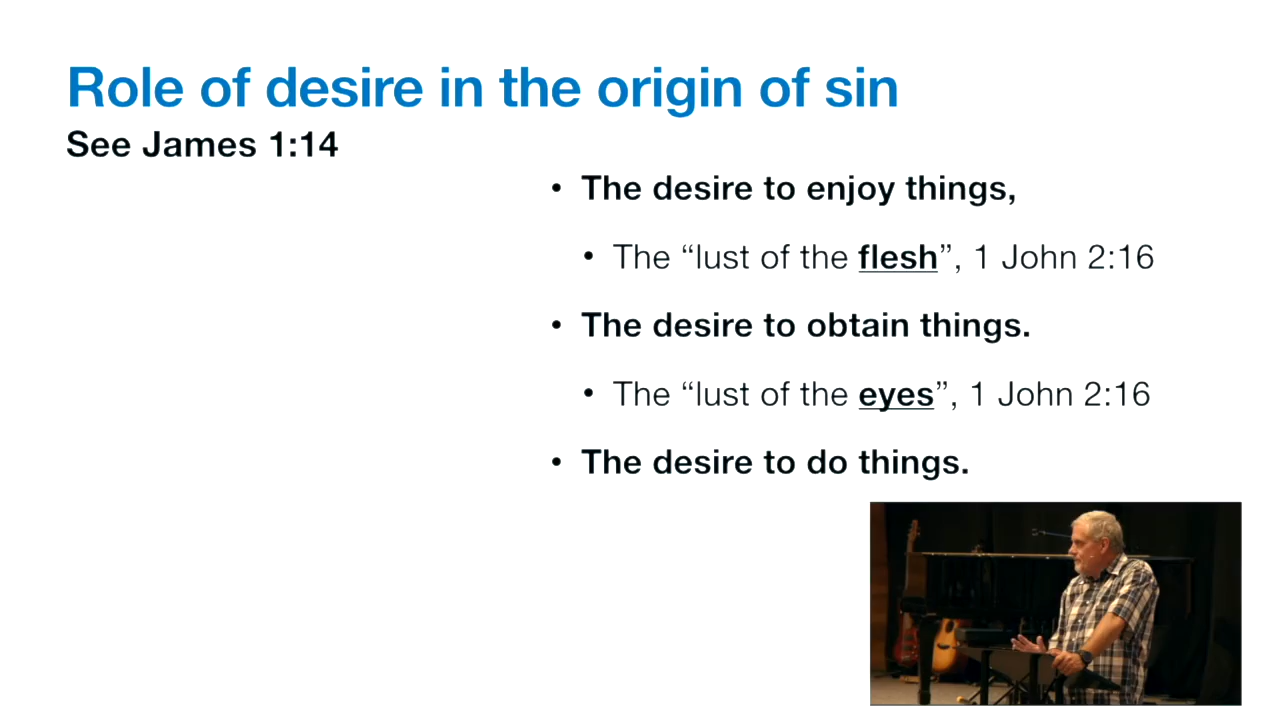 Role of desire in the origin of sin
See James 1:14
• The desire to enjoy things,
• The “lust of the flesh”, 1 John 2:16
• The desire to obtain things.
• The “lust of the eyes”, 1 John 2:16
• The desire to do things.